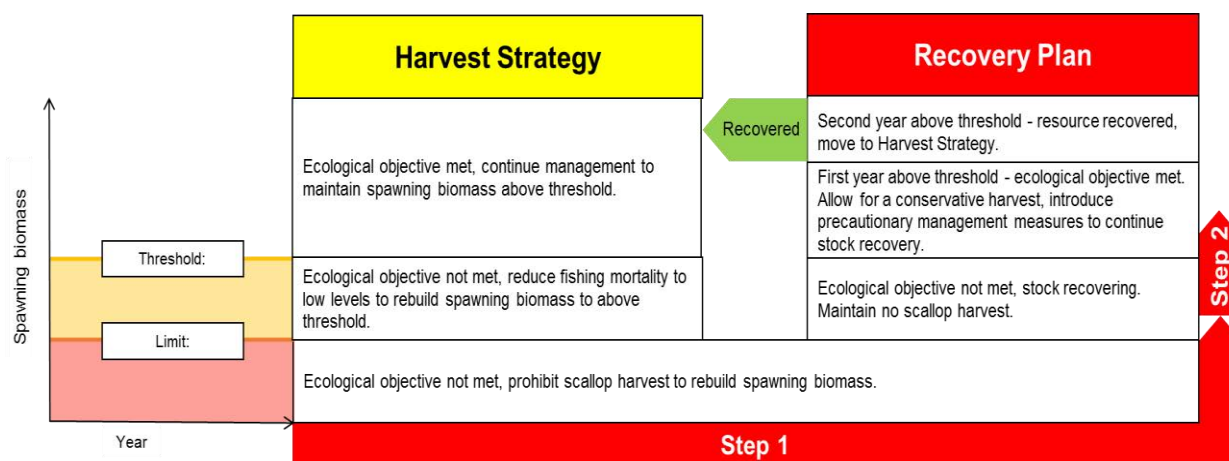 Harvest Strategy
Recovery Plan
Spawning biomass
Threshold:
Limit:
Year
Ecological objective met, continue management to
maintain spawning biomass above threshold.
Ecological objective not met, reduce fishing mortality to
low levels to rebuild spawning biomass to above
threshold.
Recovered
Second year above threshold - resource recovered,
move to Harvest Strategy.
First year above threshold - ecological objective met.
Allow for a conservative harvest, introduce
precautionary management measures to continue
stock recovery.
Ecological objective not met, stock recovering.
Maintain no scallop harvest.
Ecological objective not met, prohibit scallop harvest to rebuild spawning biomass.
Step 1
Step 2